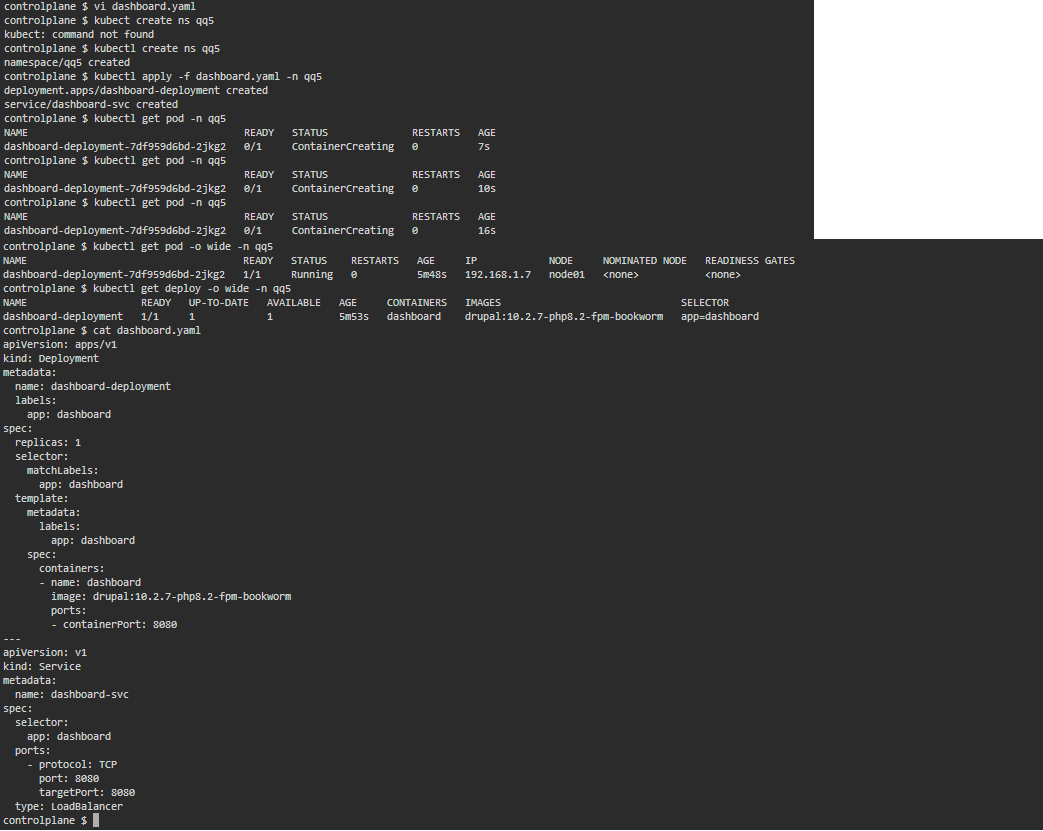 controlplane $ vi dashboard.yaml
controlplane $ kubect create ns qq5
kubect: command not found
controlplane $ kubectl create ns qq5
namespace/qq5 created
controlplane $ kubectl apply -f dashboard.yaml -n qq5
deployment.apps/dashboard-deployment created
service/dashboard-svc created
controlplane $ kubectl get pod -n qq5
NAME                                    READY   STATUS              RESTARTS   AGE
dashboard-deployment-7df959d6bd-2jkg2   0/1     ContainerCreating   0          7s
controlplane $ kubectl get pod -n qq5
NAME                                    READY   STATUS              RESTARTS   AGE
dashboard-deployment-7df959d6bd-2jkg2   0/1     ContainerCreating   0          10s
controlplane $ kubectl get pod -n qq5
NAME                                    READY   STATUS              RESTARTS   AGE
dashboard-deployment-7df959d6bd-2jkg2   0/1     ContainerCreating   0          16s
controlplane $ kubectl get pod -o wide -n qq5
NAME                                    READY   STATUS    RESTARTS   AGE     IP            NODE     NOMINATED NODE   READINESS GATES
dashboard-deployment-7df959d6bd-2jkg2   1/1     Running   0          5m48s   192.168.1.7   node01   <none>           <none>
controlplane $ kubectl get deploy -o wide -n qq5
NAME                   READY   UP-TO-DATE   AVAILABLE   AGE     CONTAINERS   IMAGES                              SELECTOR
dashboard-deployment   1/1     1            1           5m53s   dashboard    drupal:10.2.7-php8.2-fpm-bookworm   app=dashboard
controlplane $ cat dashboard.yaml
apiVersion: apps/v1
kind: Deployment
metadata:
  name: dashboard-deployment
  labels:
    app: dashboard
spec:
  replicas: 1
  selector:
    matchLabels:
      app: dashboard
  template:
    metadata:
      labels:
        app: dashboard
    spec:
      containers:
      - name: dashboard
        image: drupal:10.2.7-php8.2-fpm-bookworm
        ports:
        - containerPort: 8080
---
apiVersion: v1
kind: Service
metadata:
  name: dashboard-svc
spec:
  selector:
    app: dashboard
  ports:
    - protocol: TCP
      port: 8080
      targetPort: 8080
  type: LoadBalancer
controlplane $